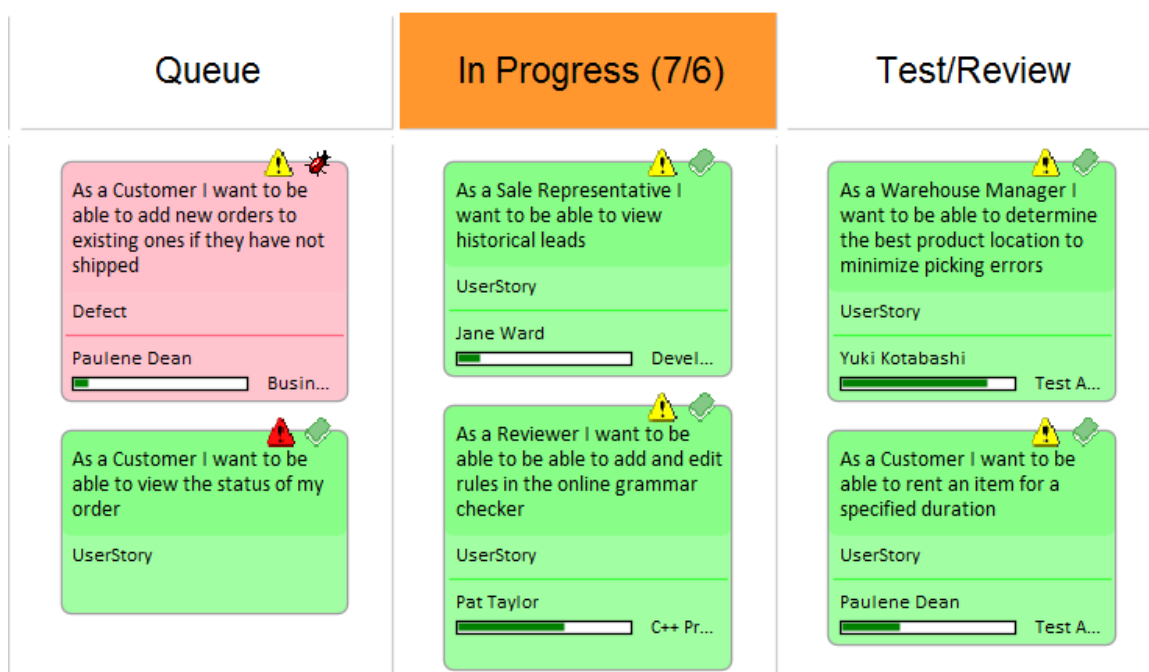 Queue
In Progress (7/6)
Test/Review
As a Customer I want to be
able to add new orders to
existing ones if they have not
shipped
Defect
Paulene Dean
Busin...
As a Customer I want to be
able to view the status of my
order
UserStory
As a Sale Representative I
want to be able to view
historical leads
UserStory
Jane Ward
Devel...
As a Reviewer I want to be
able to be able to add and edit
rules in the online grammar
checker
UserStory
Pat Taylor
C++ Pr...
As a Warehouse Manager I
want to be able to determine
the best product location to
minimize picking errors
UserStory
Yuki Kotabashi
Test A...
As a Customer I want to be
able to rent an item for a
specified duration
UserStory
Paulene Dean
Test A...